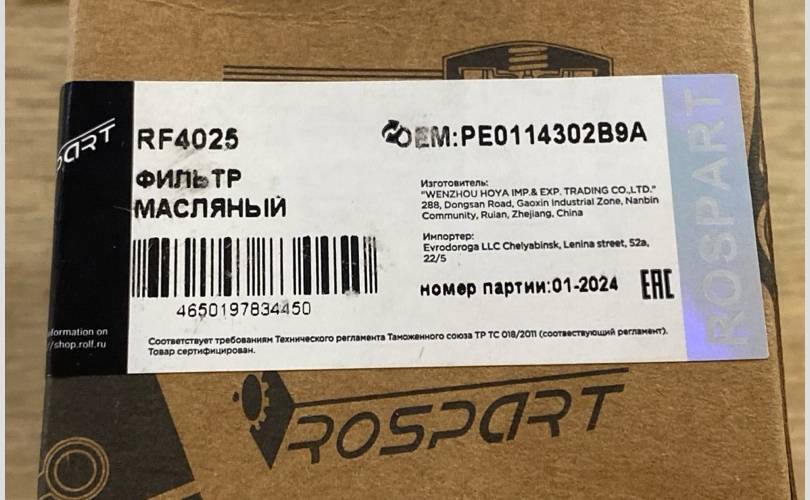 RF4025
OEM:PE0114302B9A
ФИЛЬТР
МАСЛЯНЫЙ
Изготовитель:
"WENZHOU HOYA IMP.& EXP. TRADING CO.,LTD."
288, Dongsan Road, Gaoxin Industrial Zone, Nanbin
Community, Ruian, Zhejiang, China
Импортер:
Evrodoroga LLC Chelyabinsk, Lenina street, 52a,
22/5
номер партии:01-2024
EAC
4650197834450
Соответствует требованиям Технического регламента Таможенного союза ТР ТС 018/2011 (соответствующий регламент).
Товар сертифицирован.
formation on
/shop.rolf.ru
PART
ROSPART
ROSPART